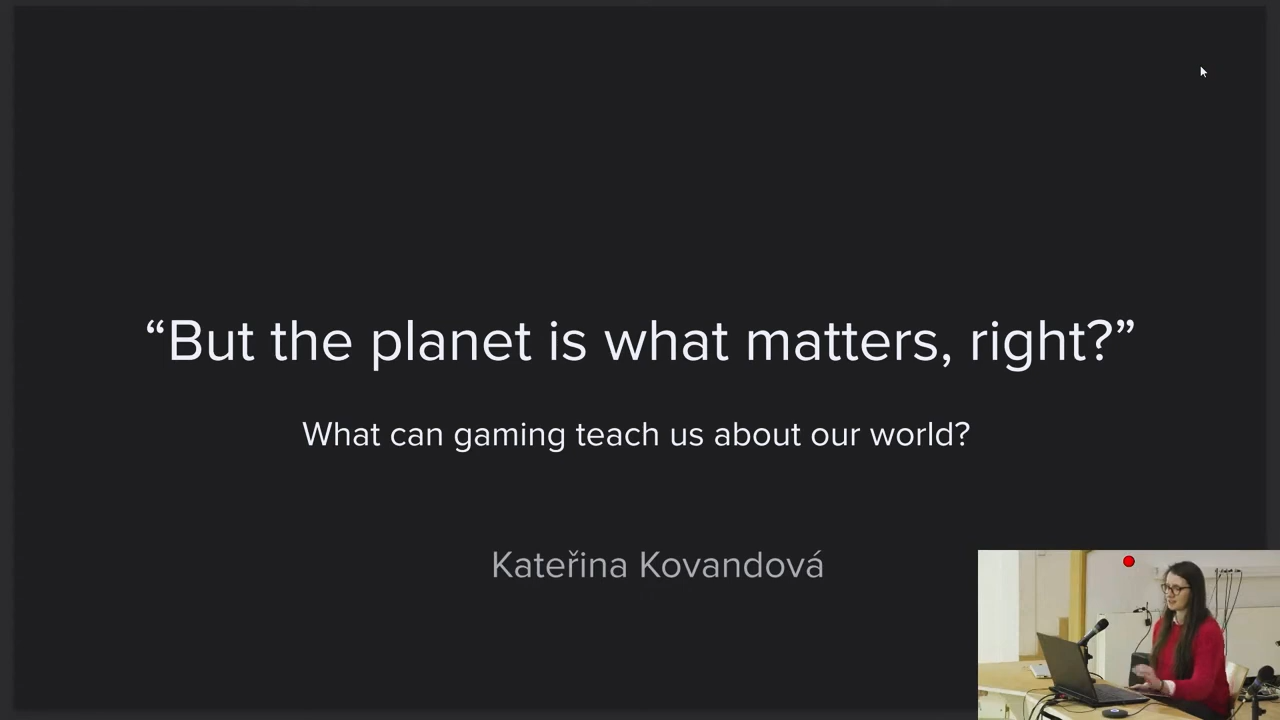 “But the planet is what matters, right?”
What can gaming teach us about our world?
Kateřina Kovandová